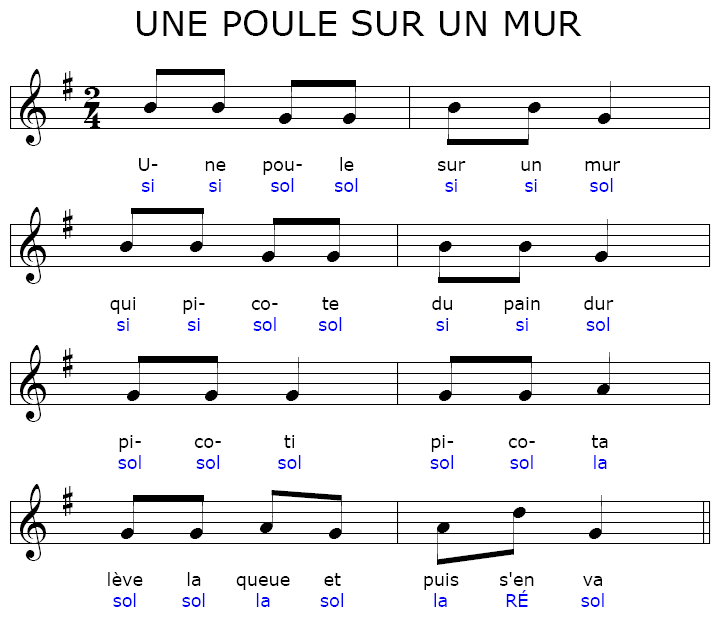 UNE POULE SUR UN MUR
2
4
U- ne pou- le sur un mur
si si sol sol si si sol
qui pi- co- te du pain dur
si si sol sol si si sol
pi- co- ti pi- co- ta
sol sol sol sol sol la
lève la queue et puis s'en va
sol sol la sol la RÉ sol